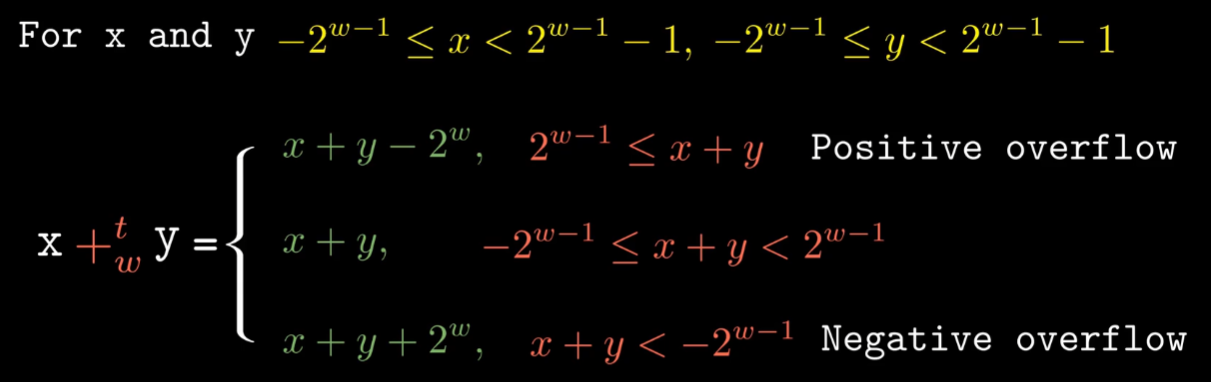 For x and y −2^{w−1} ≤ x < 2^{w−1} − 1, −2^{w−1} ≤ y < 2^{w−1} − 1
x + y − 2^w, 2^{w−1} ≤ x + y Positive overflow
x +^t_w y = { x + y, −2^{w−1} ≤ x + y < 2^{w−1}
x + y + 2^w, x + y < −2^{w−1} Negative overflow